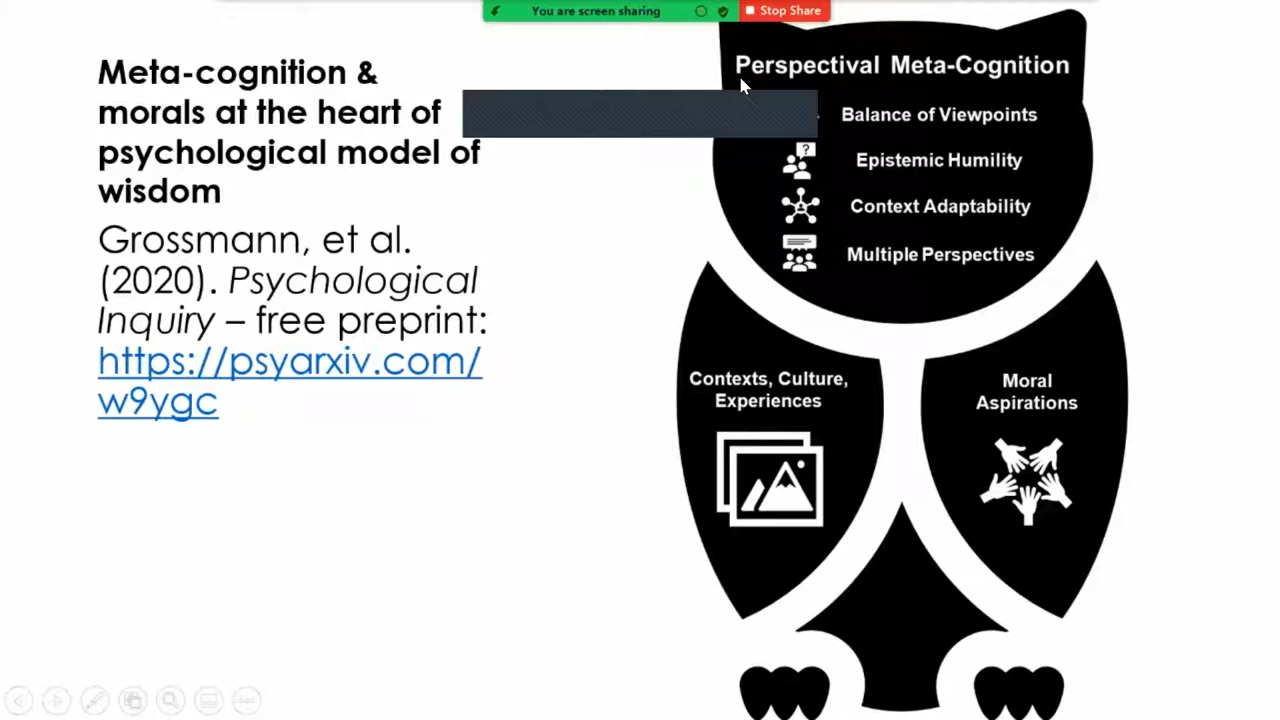 You are screen sharing
Stop Share
Meta-cognition &
morals at the heart of
psychological model of
wisdom
Grossmann, et al.
(2020). Psychological
Inquiry – free preprint:
https://psyarxiv.com/
w9ygc
Perspectival Meta-Cognition
Balance of Viewpoints
Epistemic Humility
Context Adaptability
Multiple Perspectives
Contexts, Culture,
Experiences
Moral
Aspirations